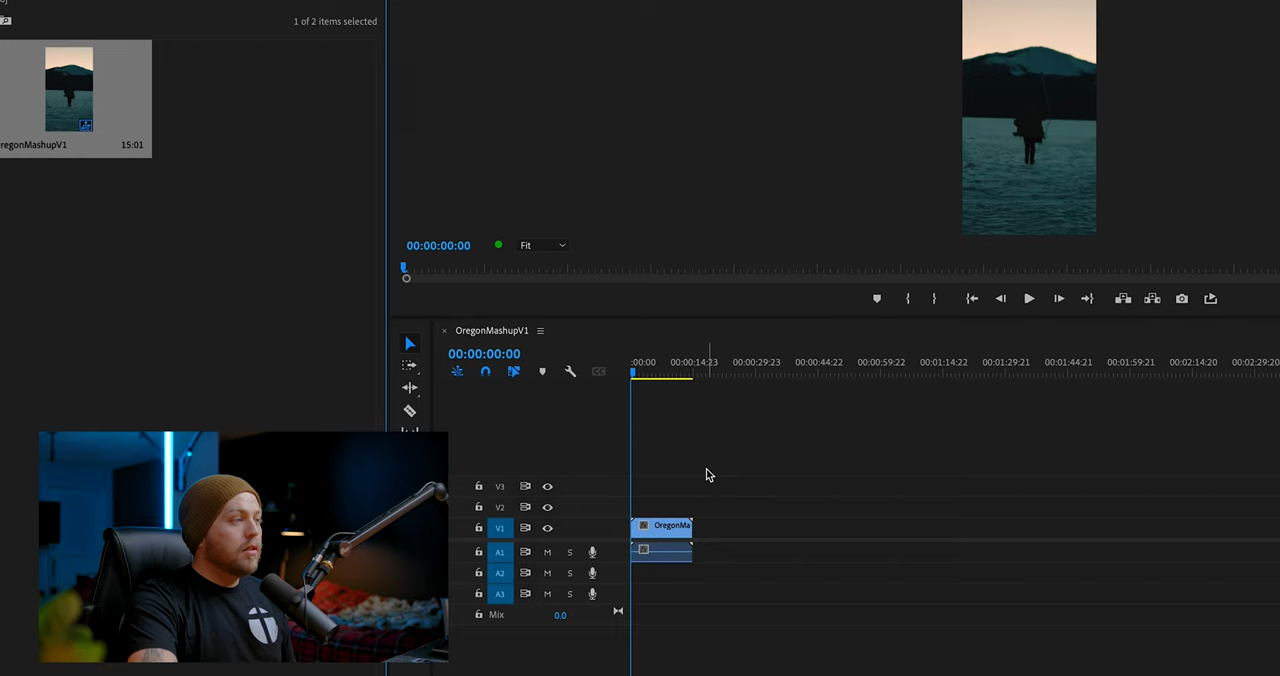 1 of 2 items selected
regonMashupV1 15:01
00:00:00:00 Fit
× OregonMashupV1
00:00:00:00
:00:00 00:00:14:23 00:00:29:23 00:00:44:22 00:00:59:22 00:01:14:22 00:01:29:21 00:01:44:21 00:01:59:21 00:02:14:20 00:02:29:20
CC
V3
V2
V1 OregonMa
A1 M S
A2 M S
A3 M S
Mix 0.0